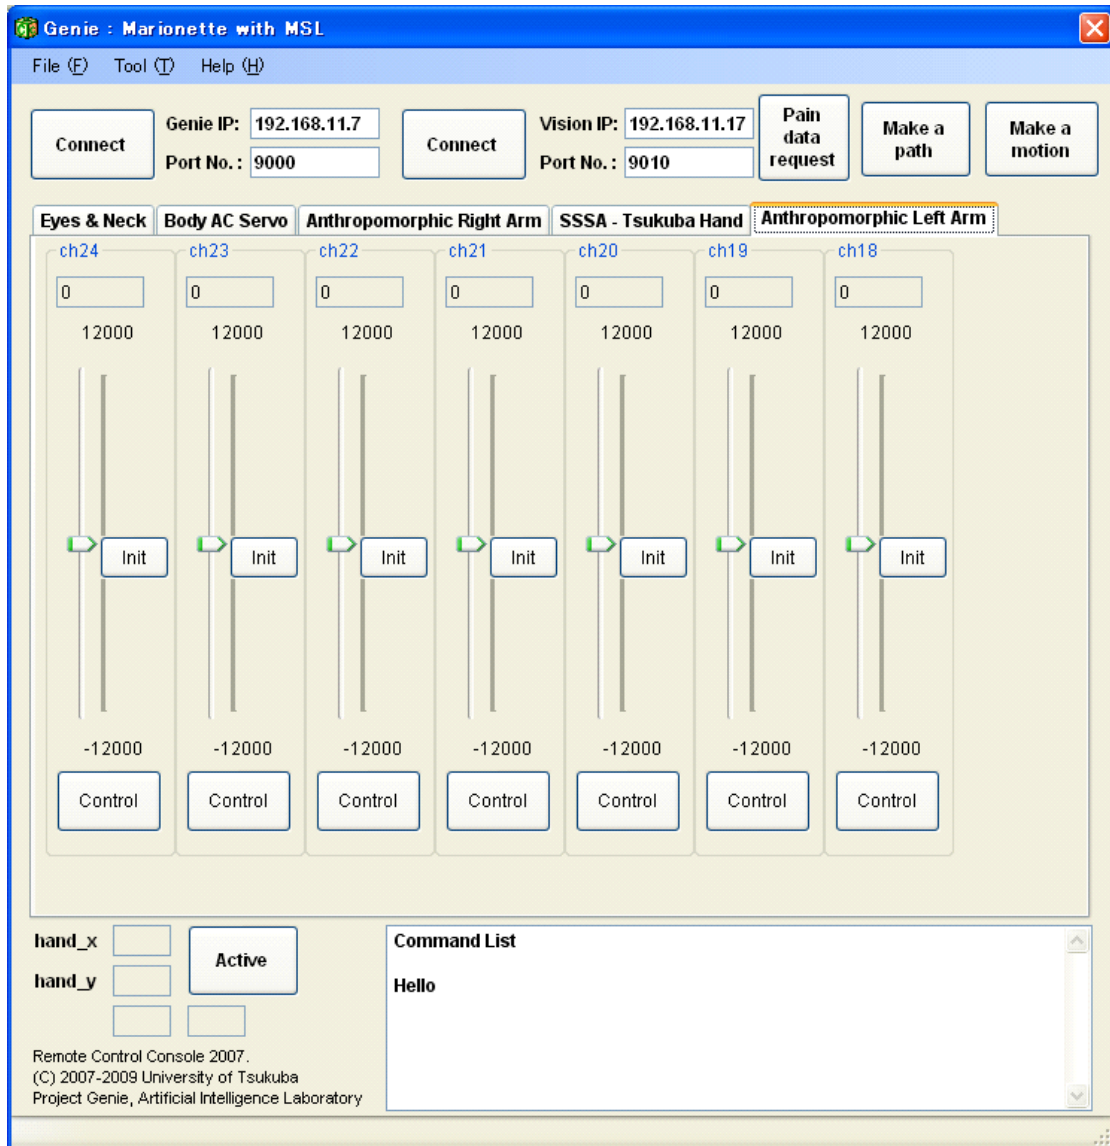 Genie : Marionette with MSL
File (F) Tool (T) Help (H)
Connect
Genie IP: 192.168.11.7
Port No. : 9000
Connect
Vision IP: 192.168.11.17
Port No. : 9010
Pain
data
request
Make a
path
Make a
motion
Eyes & Neck Body AC Servo Anthropomorphic Right Arm SSSA - Tsukuba Hand Anthropomorphic Left Arm
ch24 ch23 ch22 ch21 ch20 ch19 ch18
0 0 0 0 0 0 0
12000 12000 12000 12000 12000 12000 12000
Init Init Init Init Init Init Init
-12000 -12000 -12000 -12000 -12000 -12000 -12000
Control Control Control Control Control Control Control
hand_x
hand_y
Active
Command List
Hello
Remote Control Console 2007.
(C) 2007-2009 University of Tsukuba
Project Genie, Artificial Intelligence Laboratory